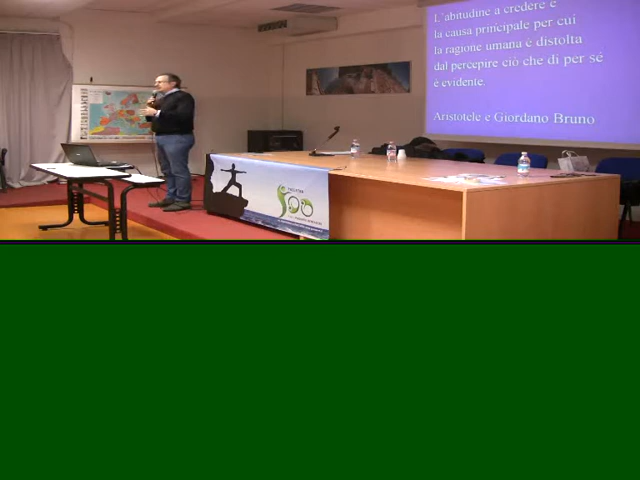 L'abitudine a credere è
la causa principale per cui
la ragione umana è distolta
dal percepire ciò che di per sé
è evidente.
Aristotele e Giordano Bruno